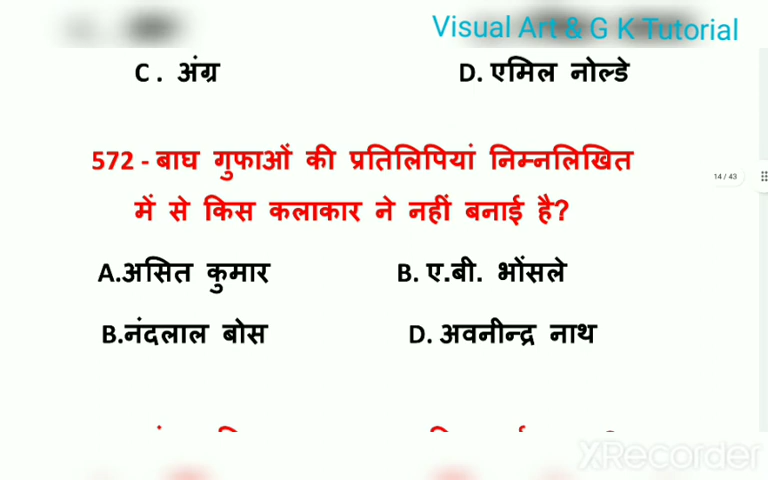 Visual Art & G K Tutorial
C . अंग्र D. एमिल नोल्डे
572 - बाघ गुफाओं की प्रतिलिपियां निम्नलिखित
14 / 43
में से किस कलाकार ने नहीं बनाई है?
A.असित कुमार B. ए.बी. भोंसले
B.नंदलाल बोस D. अवनीन्द्र नाथ
XRecorder